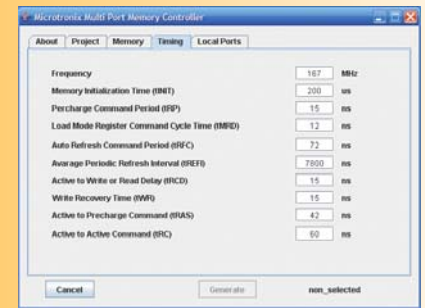 Microtronix Multi Port Memory Controller
About Project Memory Timing Local Ports
Frequency 167 MHz
Memory Initialization Time (tINIT) 200 us
Percharge Command Period (tRP) 15 ns
Load Mode Register Command Cycle Time (tMRD) 12 ns
Auto Refresh Command Period (tRFC) 72 ns
Avarage Periodic Refresh Interval (tREFI) 7800 ns
Active to Write or Read Delay (tRCD) 15 ns
Write Recovery Time (tWR) 15 ns
Active to Precharge Command (tRAS) 42 ns
Active to Active Command (tRC) 60 ns
Cancel Generate non_selected